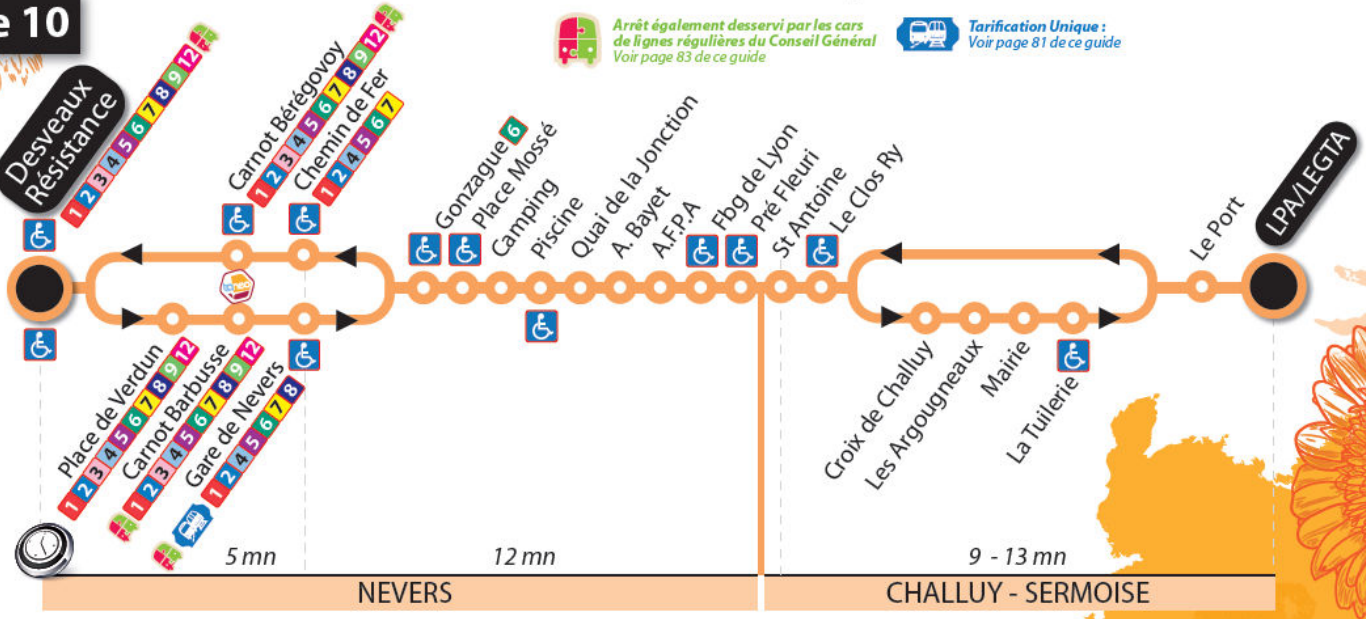 e 10
Arrêt également desservi par les cars
de lignes régulières du Conseil Général
Voir page 83 de ce guide
Tarification Unique :
Voir page 81 de ce guide
Desveaux
Résistance
1 2 3 4 5 6 7 8 9 12
Carnot Bérégovoy
1 2 3 4 5 6 7 8 9 12
Chemin de Fer
1 2 4 5 6 7
Gonzague 6
Place Mossé
Camping
Piscine
Quai de la Jonction
A. Bayet
A.F.P.A
Fbg de Lyon
Pré Fleuri
St Antoine
Le Clos Ry
Le Port
LPA/LEGTA
Place de Verdun
1 2 3 4 5 6 7 8 9 12
Carnot Barbusse
1 2 3 4 5 6 7 8 9 12
Gare de Nevers
1 2 4 5 6 7 8
Croix de Challuy
Les Argougneaux
Mairie
La Tuilerie
5 mn
12 mn
9 - 13 mn
NEVERS
CHALLUY - SERMOISE